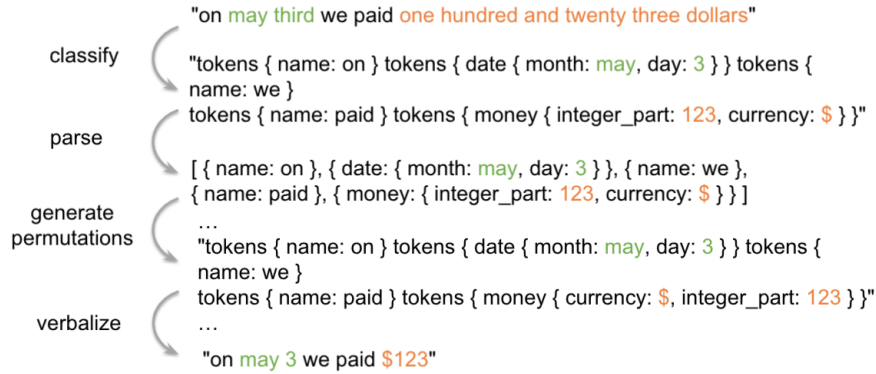 "on may third we paid one hundred and twenty three dollars"
classify
"tokens { name: on } tokens { date { month: may, day: 3 } } tokens {
name: we }
tokens { name: paid } tokens { money { integer_part: 123, currency: $ } }"
parse
[ { name: on }, { date: { month: may, day: 3 } }, { name: we },
{ name: paid }, { money: { integer_part: 123, currency: $ } } ]
generate
permutations
...
"tokens { name: on } tokens { date { month: may, day: 3 } } tokens {
name: we }
tokens { name: paid } tokens { money { currency: $, integer_part: 123 } }"
verbalize
...
"on may 3 we paid $123"